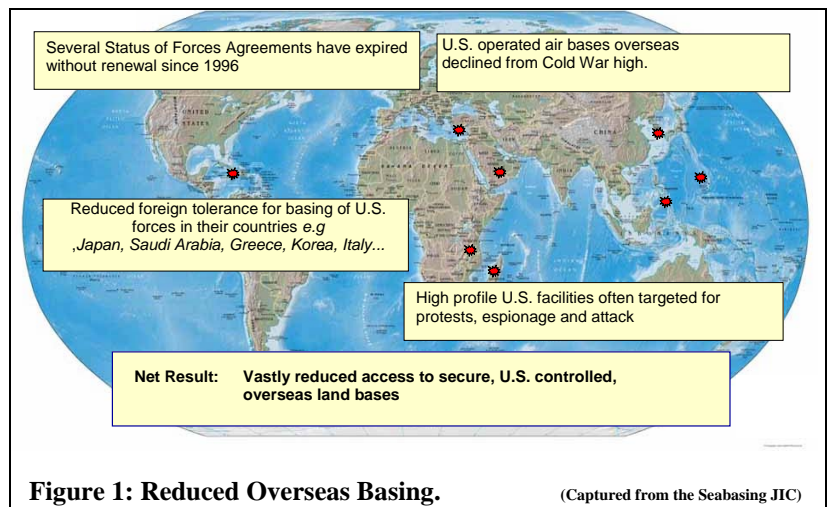 Several Status of Forces Agreements have expired
without renewal since 1996
U.S. operated air bases overseas
declined from Cold War high.
UNITED
STATES
CHINA
Reduced foreign tolerance for basing of U.S.
forces in their countries e.g
,Japan, Saudi Arabia, Greece, Korea, Italy...
High profile U.S. facilities often targeted for
protests, espionage and attack
Net Result: Vastly reduced access to secure, U.S. controlled,
overseas land bases
Figure 1: Reduced Overseas Basing. (Captured from the Seabasing JIC)